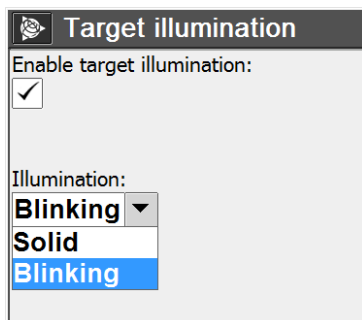 Target illumination
Enable target illumination:
Illumination:
Blinking
Solid
Blinking